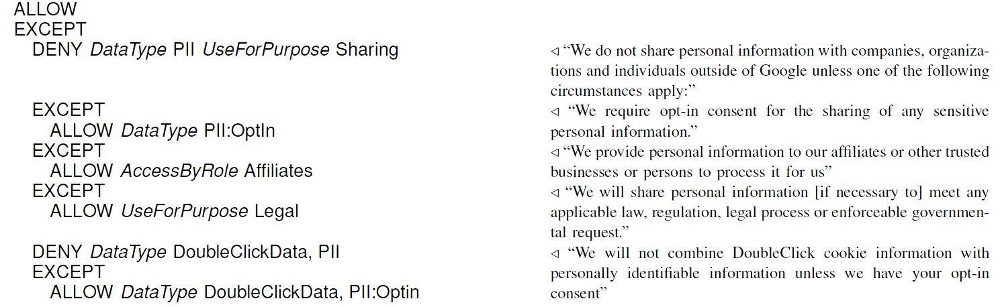 ALLOW
EXCEPT
DENY DataType PII UseForPurpose Sharing
◁ “We do not share personal information with companies, organiza-
tions and individuals outside of Google unless one of the following
circumstances apply:”
EXCEPT
ALLOW DataType PII:OptIn
◁ “We require opt-in consent for the sharing of any sensitive
personal information.”
EXCEPT
ALLOW AccessByRole Affiliates
◁ “We provide personal information to our affiliates or other trusted
businesses or persons to process it for us”
EXCEPT
ALLOW UseForPurpose Legal
◁ “We will share personal information [if necessary to] meet any
applicable law, regulation, legal process or enforceable governmen-
tal request.”
DENY DataType DoubleClickData, PII
EXCEPT
ALLOW DataType DoubleClickData, PII:Optin
◁ “We will not combine DoubleClick cookie information with
personally identifiable information unless we have your opt-in
consent”